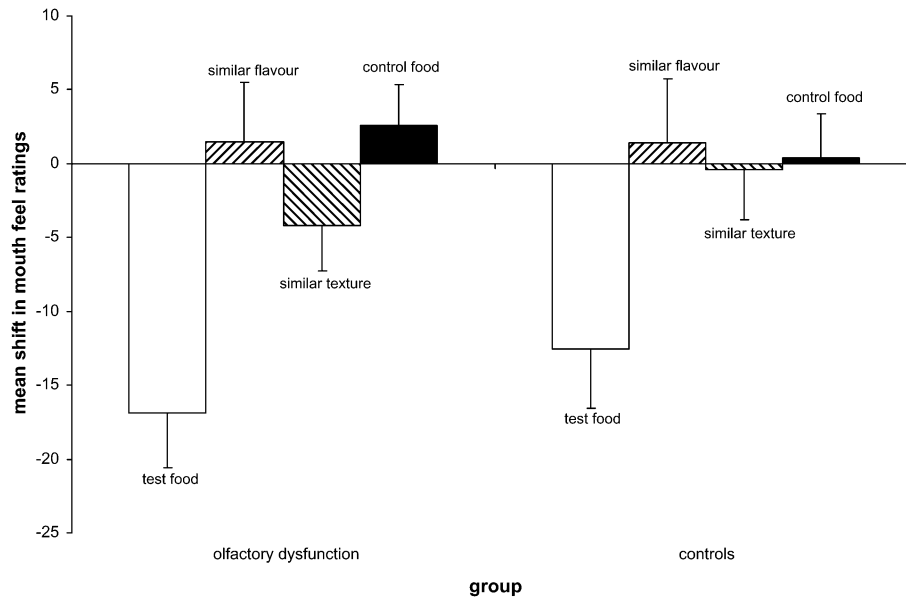 mean shift in mouth feel ratings
10
5
0
-5
-10
-15
-20
-25
similar flavour
control food
similar texture
test food
similar flavour
control food
similar texture
test food
olfactory dysfunction
controls
group